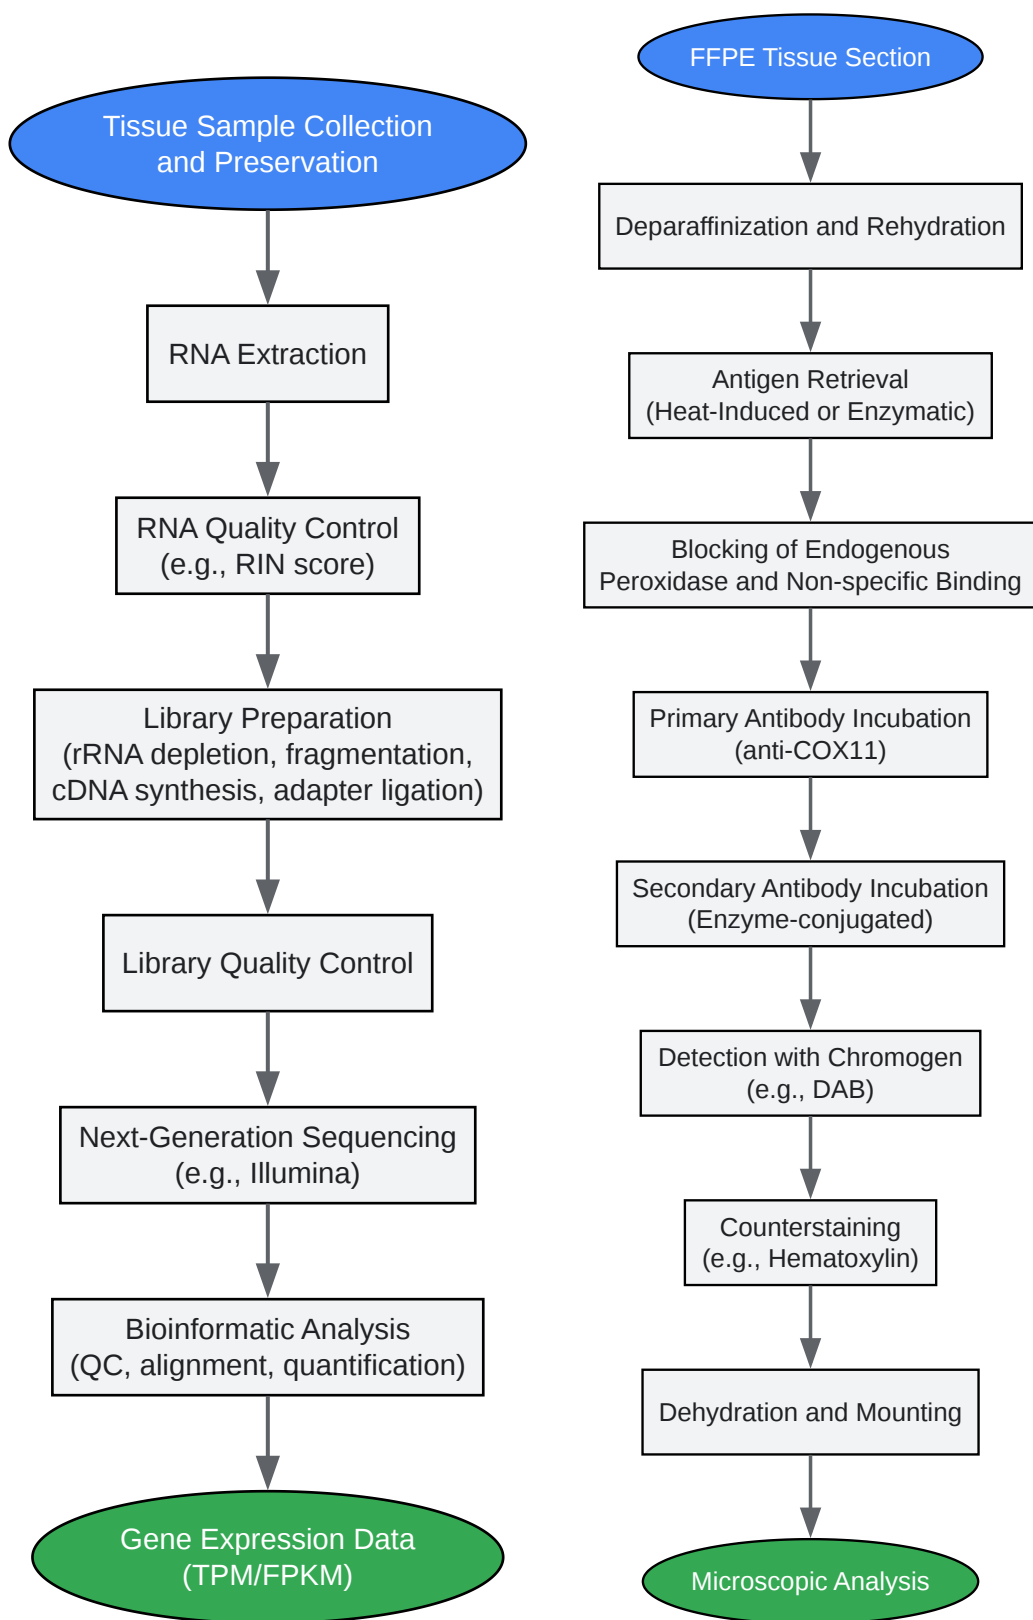 Tissue Sample Collection
and Preservation
RNA Extraction
RNA Quality Control
(e.g., RIN score)
Library Preparation
(rRNA depletion, fragmentation,
cDNA synthesis, adapter ligation)
Library Quality Control
Next-Generation Sequencing
(e.g., Illumina)
Bioinformatic Analysis
(QC, alignment, quantification)
Gene Expression Data
(TPM/FPKM)
FFPE Tissue Section
Deparaffinization and Rehydration
Antigen Retrieval
(Heat-Induced or Enzymatic)
Blocking of Endogenous
Peroxidase and Non-specific Binding
Primary Antibody Incubation
(anti-COX11)
Secondary Antibody Incubation
(Enzyme-conjugated)
Detection with Chromogen
(e.g., DAB)
Counterstaining
(e.g., Hematoxylin)
Dehydration and Mounting
Microscopic Analysis